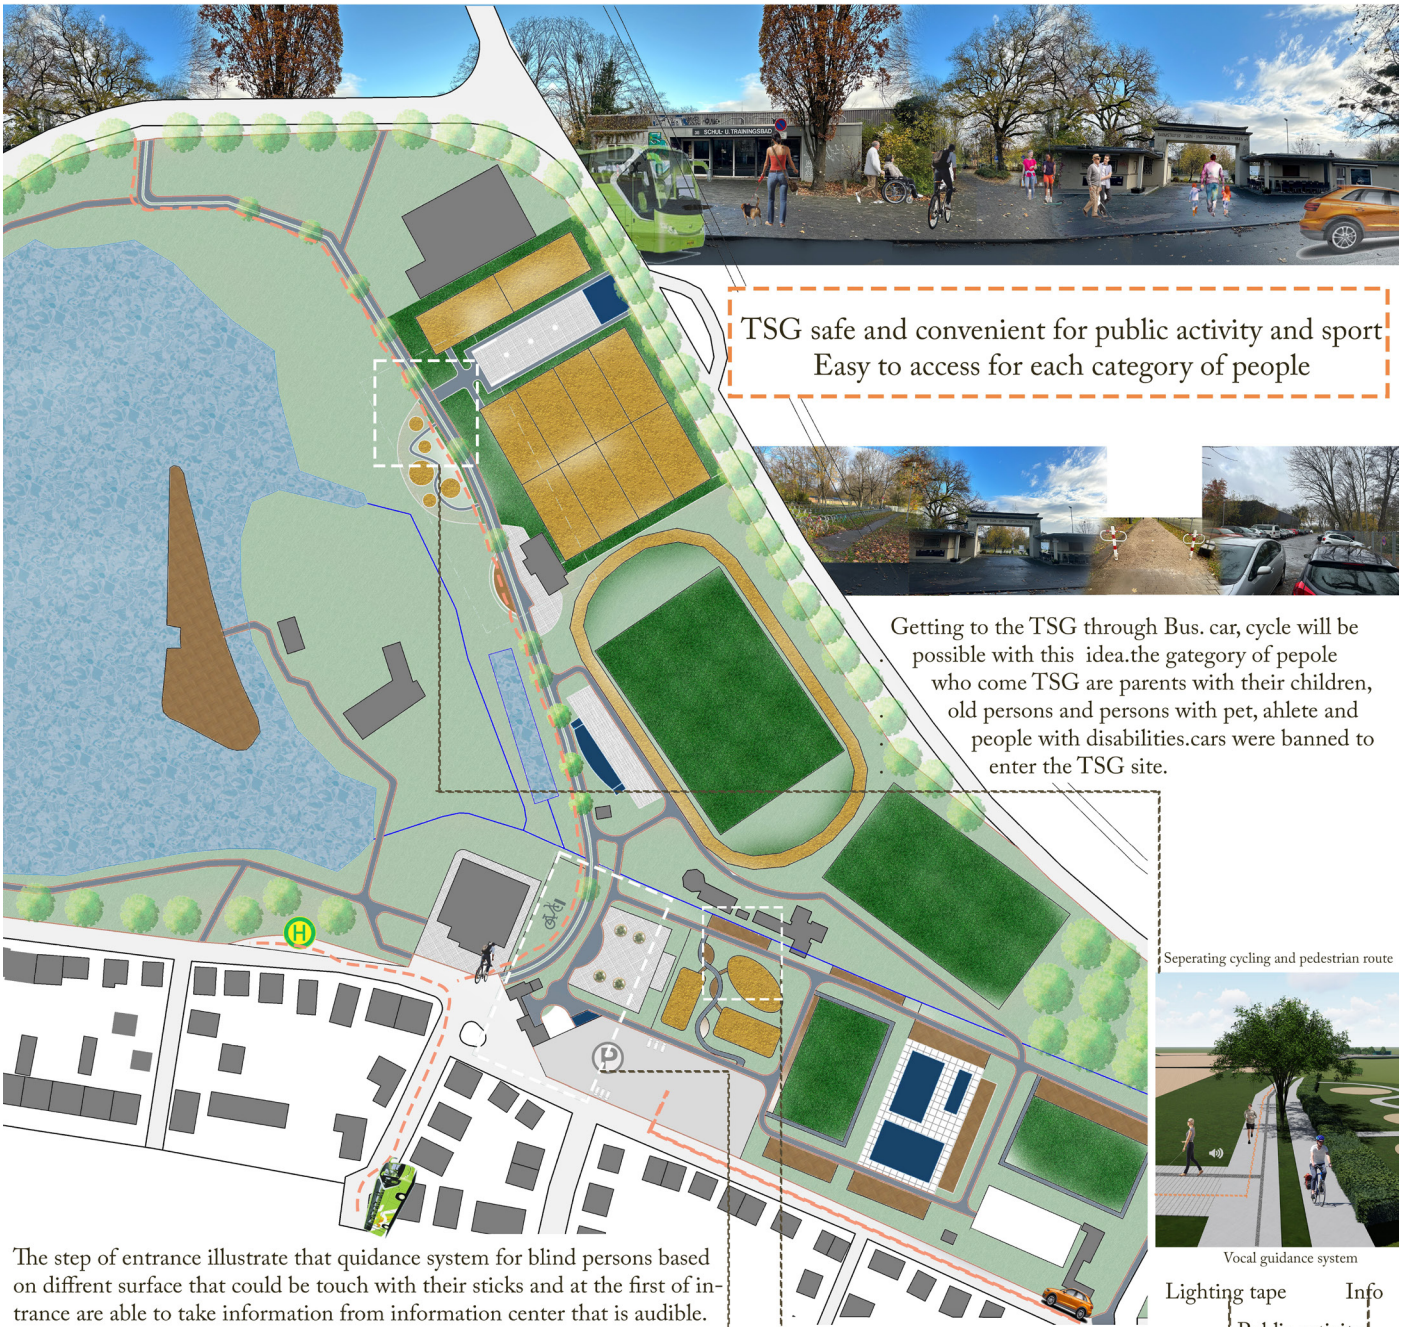 SCHUL- U. TRAININGSBAD
TSG safe and convenient for public activity and sport
Easy to access for each category of people
Getting to the TSG through Bus. car, cycle will be
possible with this idea.the gategory of pepole
who come TSG are parents with their children,
old persons and persons with pet, ahlete and
people with disabilities.cars were banned to
enter the TSG site.
H
P
Seperating cycling and pedestrian route
Vocal guidance system
Lighting tape Info
The step of entrance illustrate that quidance system for blind persons based
on diffrent surface that could be touch with their sticks and at the first of in-
trance are able to take information from information center that is audible.